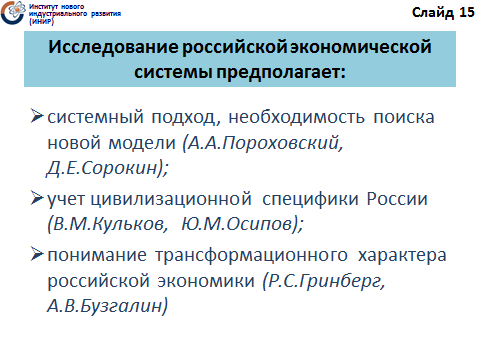 Институт нового
индустриального развития
(ИНИР)
Слайд 15
Исследование российской экономической
системы предполагает:
системный подход, необходимость поиска
новой модели (А.А.Пороховский,
Д.Е.Сорокин);
учет цивилизационной специфики России
(В.М.Кульков, Ю.М.Осипов);
понимание трансформационного характера
российской экономики (Р.С.Гринберг,
А.В.Бузгалин)